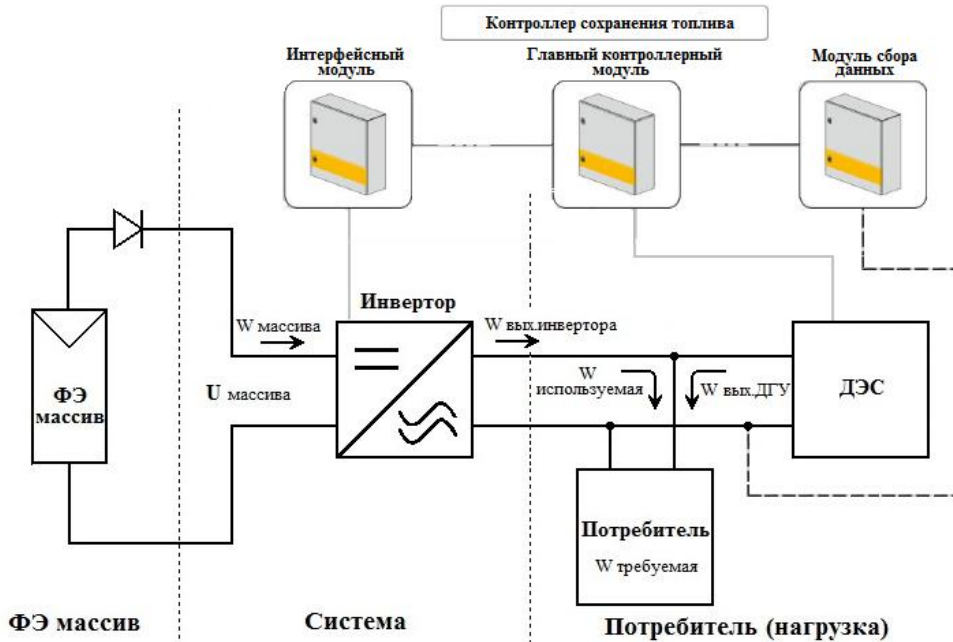 Контроллер сохранения топлива
Интерфейсный
модуль
Главный контроллерный
модуль
Модуль сбора
данных
Инвертор
W массива
W вых.инвертора
W
используемая
W вых.ДГУ
ДЭС
U массива
ФЭ
массив
Потребитель
W требуемая
ФЭ массив
Система
Потребитель (нагрузка)